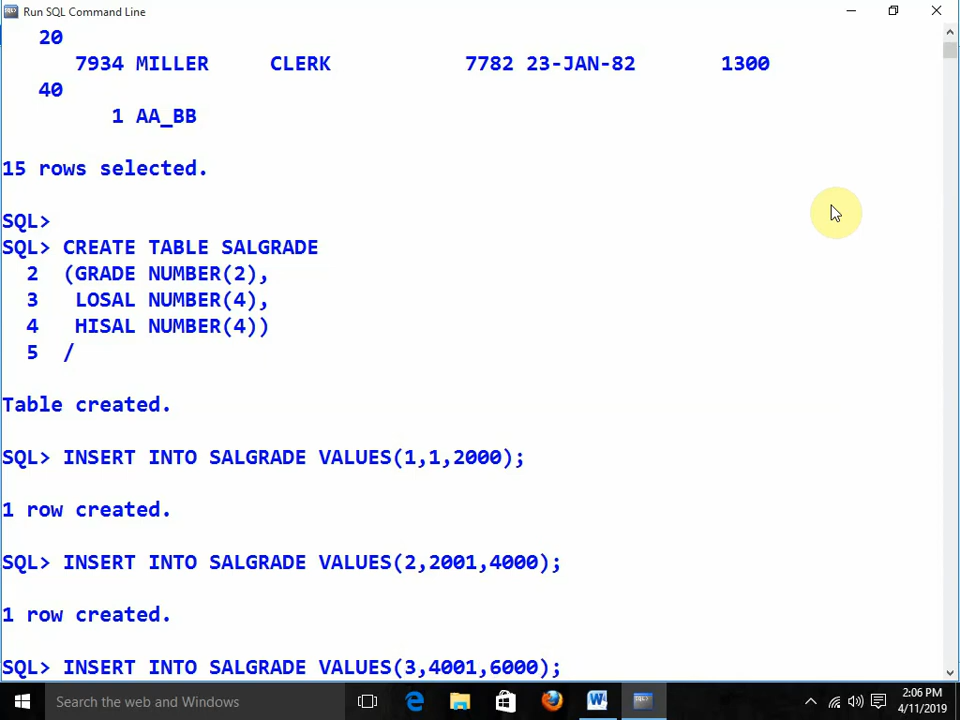 Run SQL Command Line
20
7934 MILLER CLERK 7782 23-JAN-82 1300
40
1 AA_BB
15 rows selected.
SQL>
SQL> CREATE TABLE SALGRADE
2 (GRADE NUMBER(2),
3 LOSAL NUMBER(4),
4 HISAL NUMBER(4))
5 /
Table created.
SQL> INSERT INTO SALGRADE VALUES(1,1,2000);
1 row created.
SQL> INSERT INTO SALGRADE VALUES(2,2001,4000);
1 row created.
SQL> INSERT INTO SALGRADE VALUES(3,4001,6000);
Search the web and Windows
2:06 PM
4/11/2019